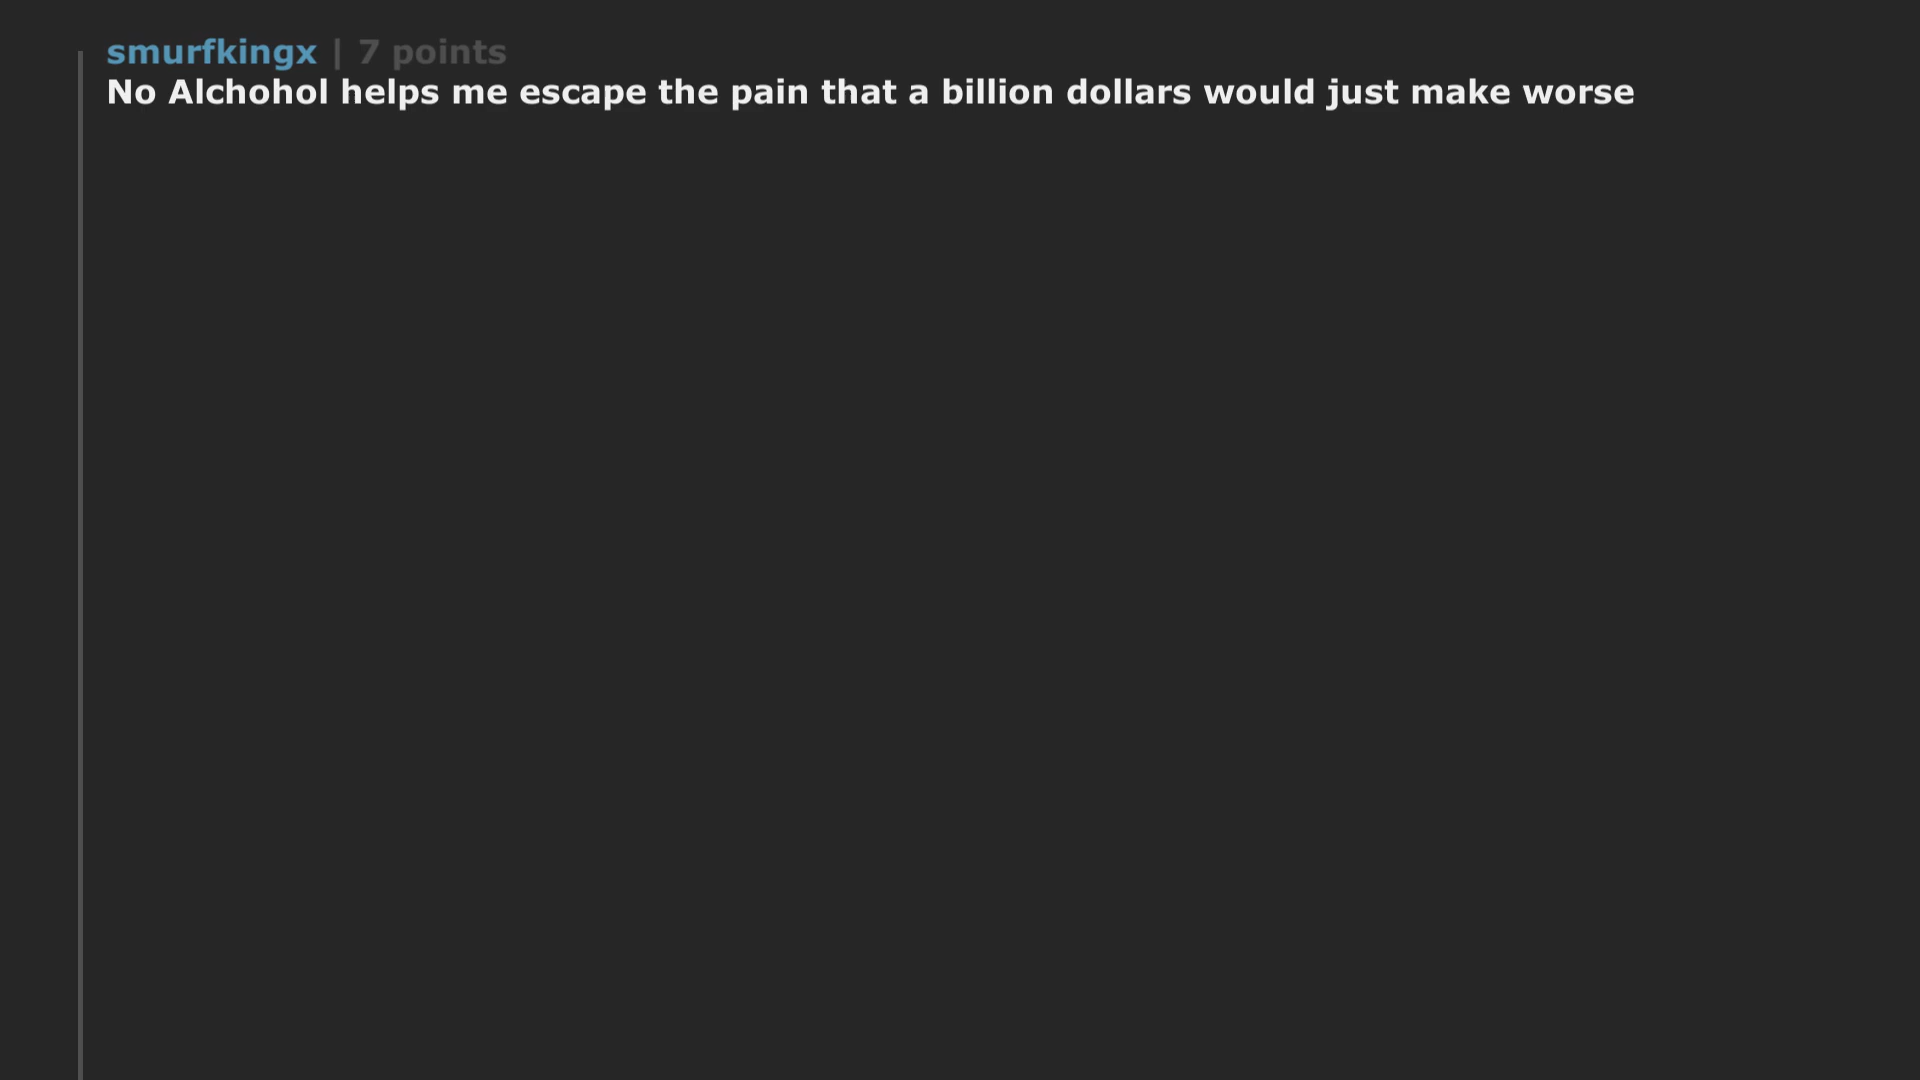 smurfkingx | 7 points
No Alchohol helps me escape the pain that a billion dollars would just make worse